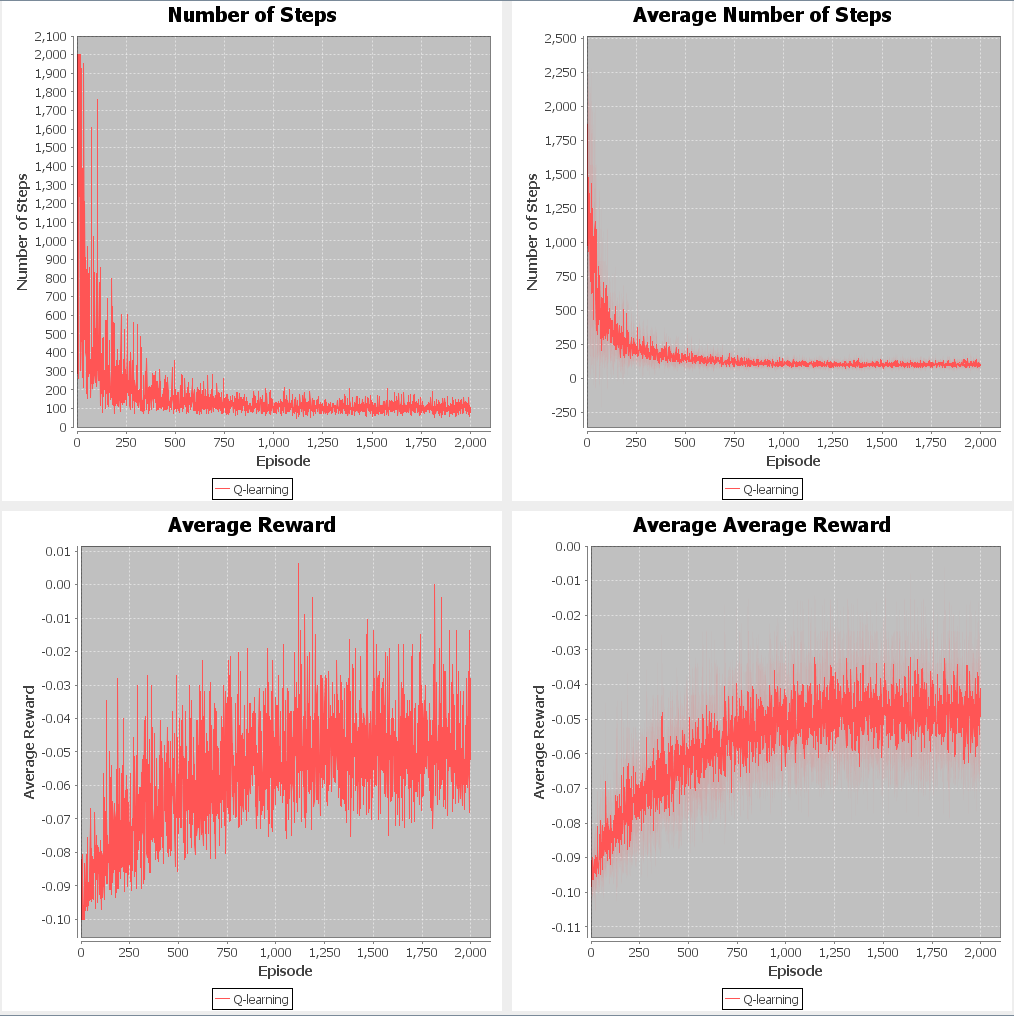 Number of Steps
2,100
2,000
1,900
1,800
1,700
1,600
1,500
1,400
1,300
1,200
1,100
1,000
900
800
700
600
500
400
300
200
100
0
Number of Steps
0 250 500 750 1,000 1,250 1,500 1,750 2,000
Episode
Q-learning
Average Number of Steps
2,500
2,250
2,000
1,750
1,500
1,250
1,000
750
500
250
0
-250
Number of Steps
0 250 500 750 1,000 1,250 1,500 1,750 2,000
Episode
Q-learning
Average Reward
0.01
0.00
-0.01
-0.02
-0.03
-0.04
-0.05
-0.06
-0.07
-0.08
-0.09
-0.10
Average Reward
0 250 500 750 1,000 1,250 1,500 1,750 2,000
Episode
Q-learning
Average Average Reward
0.00
-0.01
-0.02
-0.03
-0.04
-0.05
-0.06
-0.07
-0.08
-0.09
-0.10
-0.11
Average Reward
0 250 500 750 1,000 1,250 1,500 1,750 2,000
Episode
Q-learning